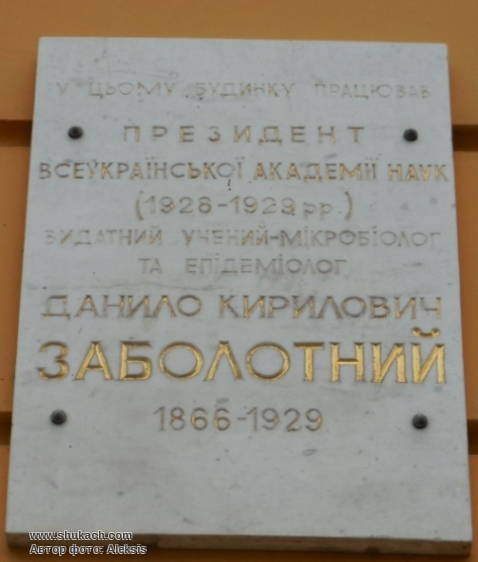 У ЦЬОМУ БУДИНКУ ПРАЦЮВАВ
ПРЕЗИДЕНТ
ВСЕУКРАЇНСЬКОЇ АКАДЕМІЇ НАУК
(1928-1929 рр.)
ВИДАТНИЙ УЧЕНИЙ-МІКРОБІОЛОГ
ТА ЕПІДЕМІОЛОГ
ДАНИЛО КИРИЛОВИЧ
ЗАБОЛОТНИЙ
1866-1929
www.shukach.com
Автор фото: Aleksis